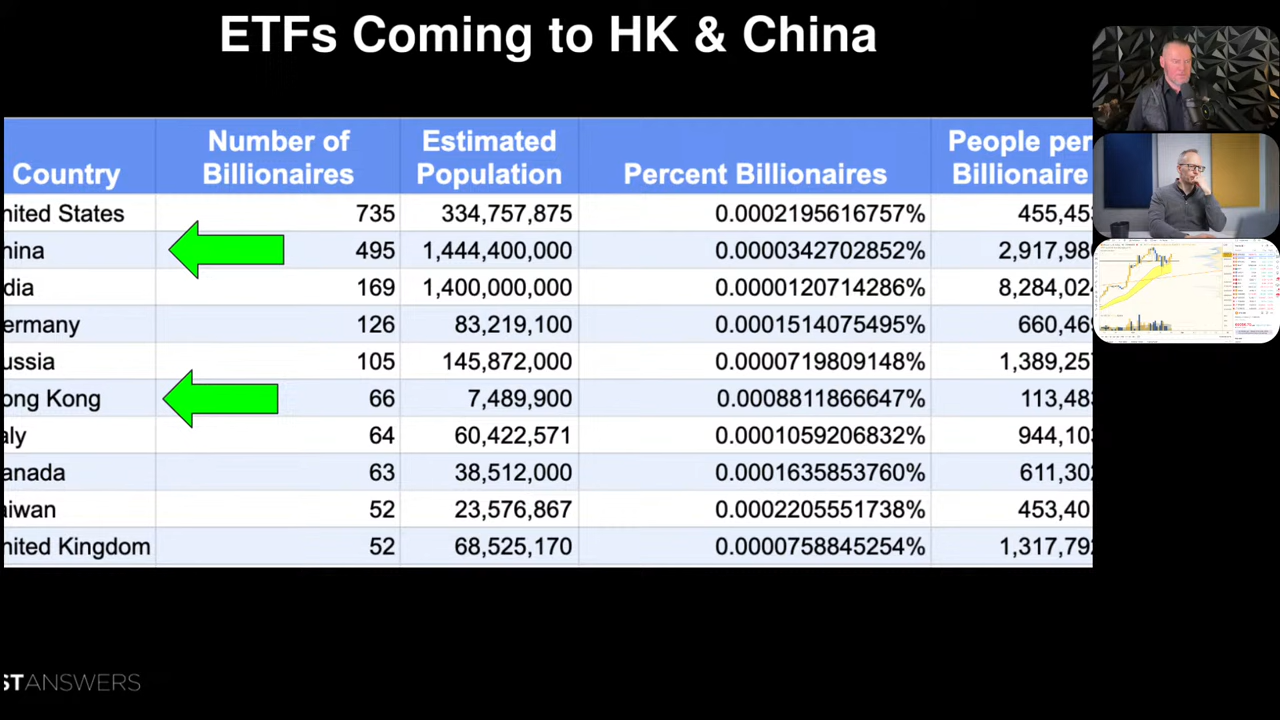 ETFs Coming to HK & China
Number of Estimated People per
Country Billionaires Population Percent Billionaires Billionaire
nited States 735 334,757,875 0.0002195616757% 455,45
hina 495 1,444,400,000 0.0000342702852% 2,917,98
dia 169 1,400,000,000 0.0000120714286% 8,284,02
ermany 126 83,219,100 0.0001514075495% 660,46
ussia 105 145,872,000 0.0000719809148% 1,389,25
ong Kong 66 7,489,900 0.0008811866647% 113,48
aly 64 60,422,571 0.0001059206832% 944,10
anada 63 38,512,000 0.0001635853760% 611,30
aiwan 52 23,576,867 0.0002205551738% 453,40
nited Kingdom 52 68,525,170 0.0000758845254% 1,317,79
STANSWERS